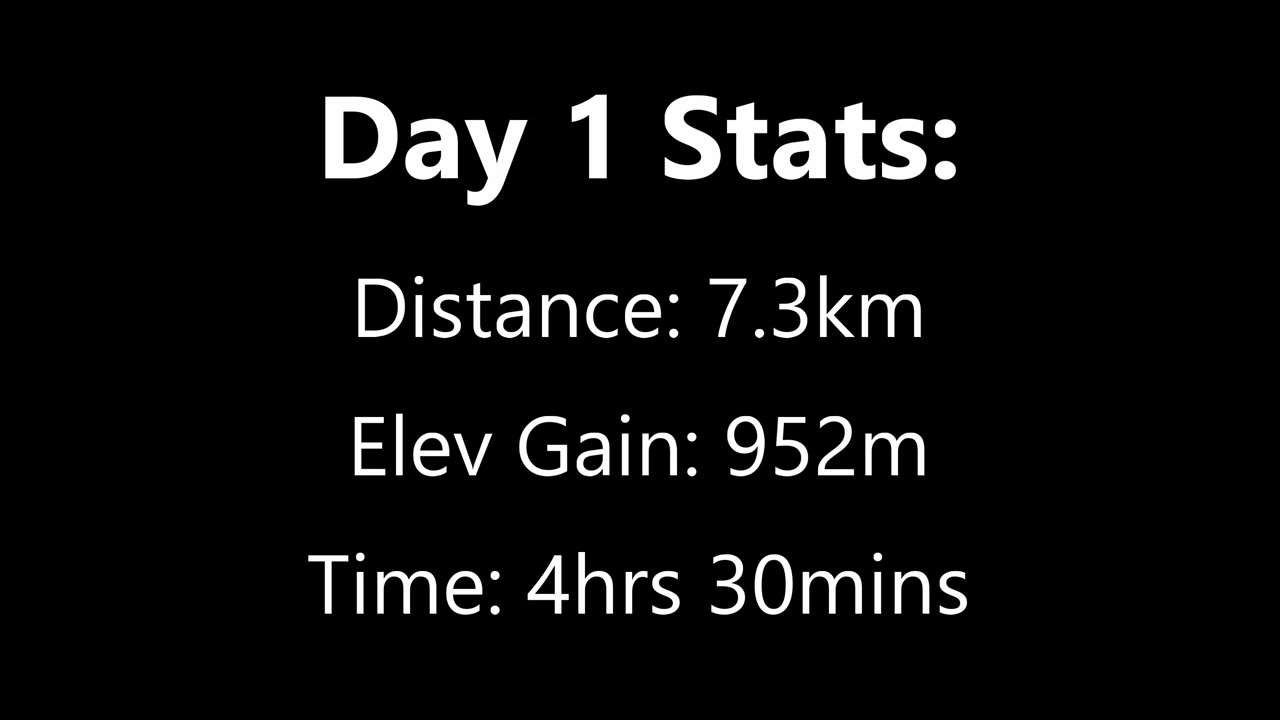 Day 1 Stats:
Distance: 7.3km
Elev Gain: 952m
Time: 4hrs 30mins